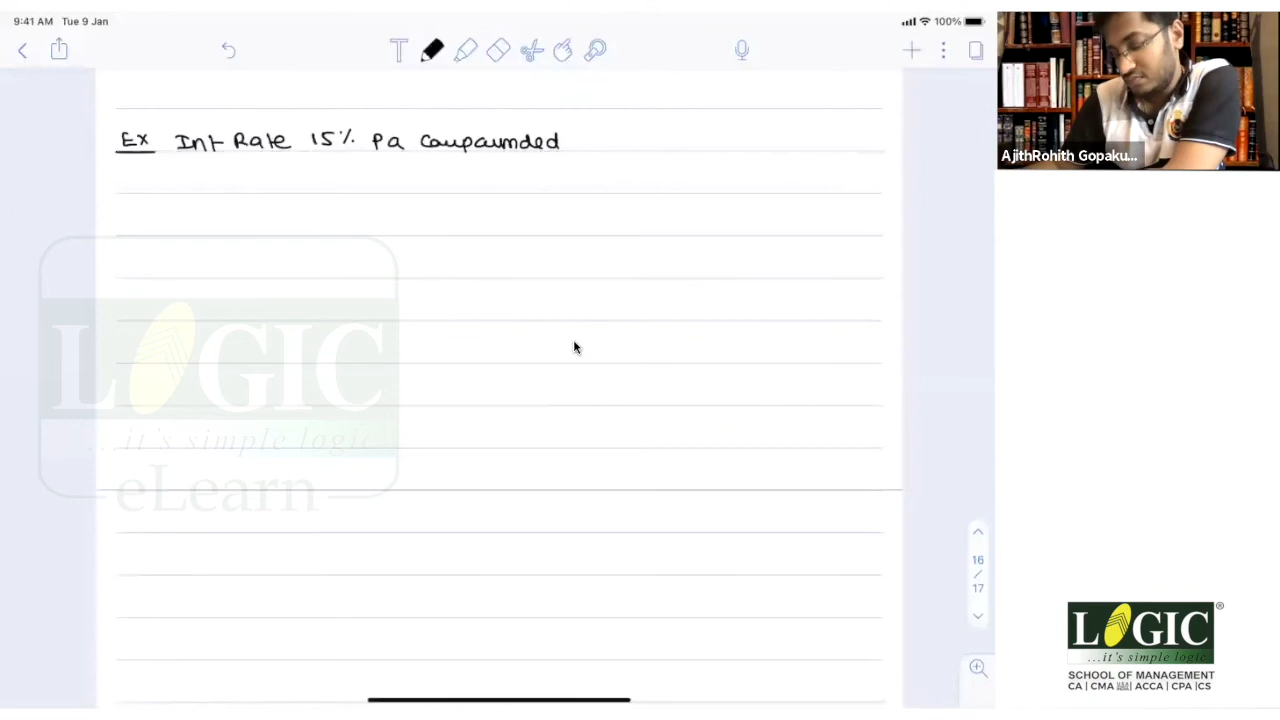 9:41 AM Tue 9 Jan
100%
Ex Int Rate 15% Pa Coupounded
AjithRohith Gopaku...
LOGIC
...it's simple logic
eLearn
16
/
17
LOGIC®
...it's simple logic
SCHOOL OF MANAGEMENT
CA | CMA | ACCA | CPA |CS